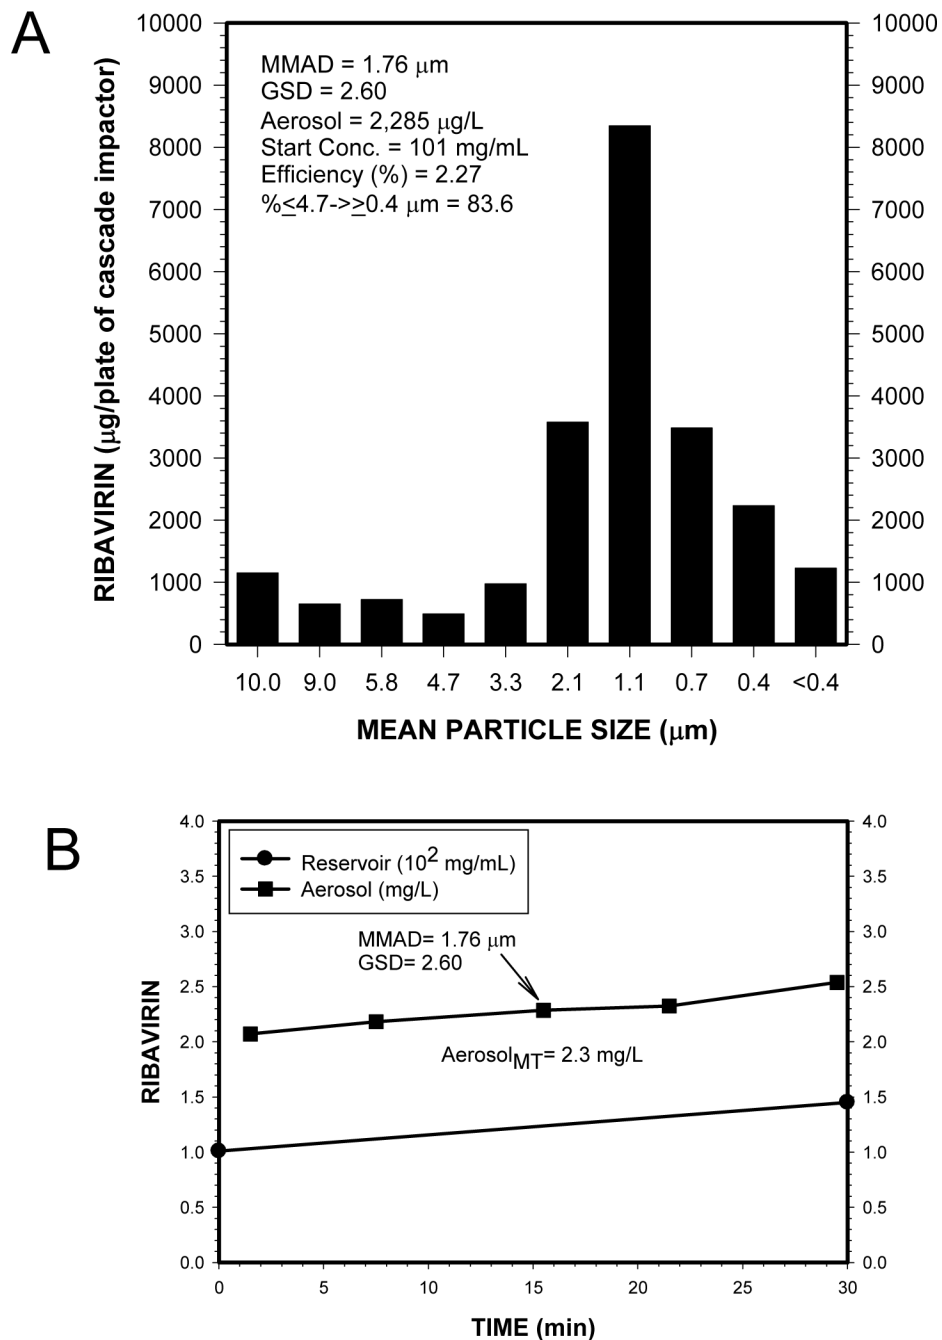 A
RIBAVIRIN (μg/plate of cascade impactor)
10000
9000
8000
7000
6000
5000
4000
3000
2000
1000
0
MMAD = 1.76 μm
GSD = 2.60
Aerosol = 2,285 μg/L
Start Conc. = 101 mg/mL
Efficiency (%) = 2.27
%≤4.7->≥0.4 μm = 83.6
10000
9000
8000
7000
6000
5000
4000
3000
2000
1000
0
10.0 9.0 5.8 4.7 3.3 2.1 1.1 0.7 0.4 <0.4
MEAN PARTICLE SIZE (μm)
B
RIBAVIRIN
4.0
3.5
3.0
2.5
2.0
1.5
1.0
0.5
0.0
Reservoir (10² mg/mL)
Aerosol (mg/L)
MMAD= 1.76 μm
GSD= 2.60
AerosolMT= 2.3 mg/L
4.0
3.5
3.0
2.5
2.0
1.5
1.0
0.5
0.0
0 5 10 15 20 25 30
TIME (min)